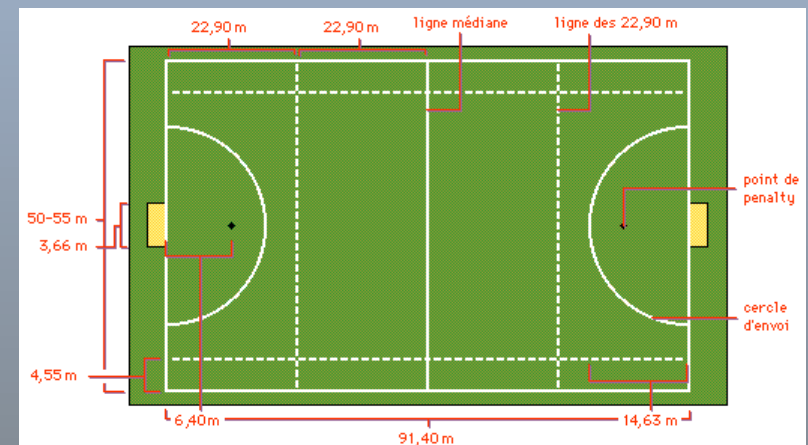 22,90 m
22,90 m
ligne médiane
ligne des 22,90 m
point de
penalty
50-55 m
3,66 m
cercle
d'envoi
4,55 m
6,40m
14,63 m
91,40 m